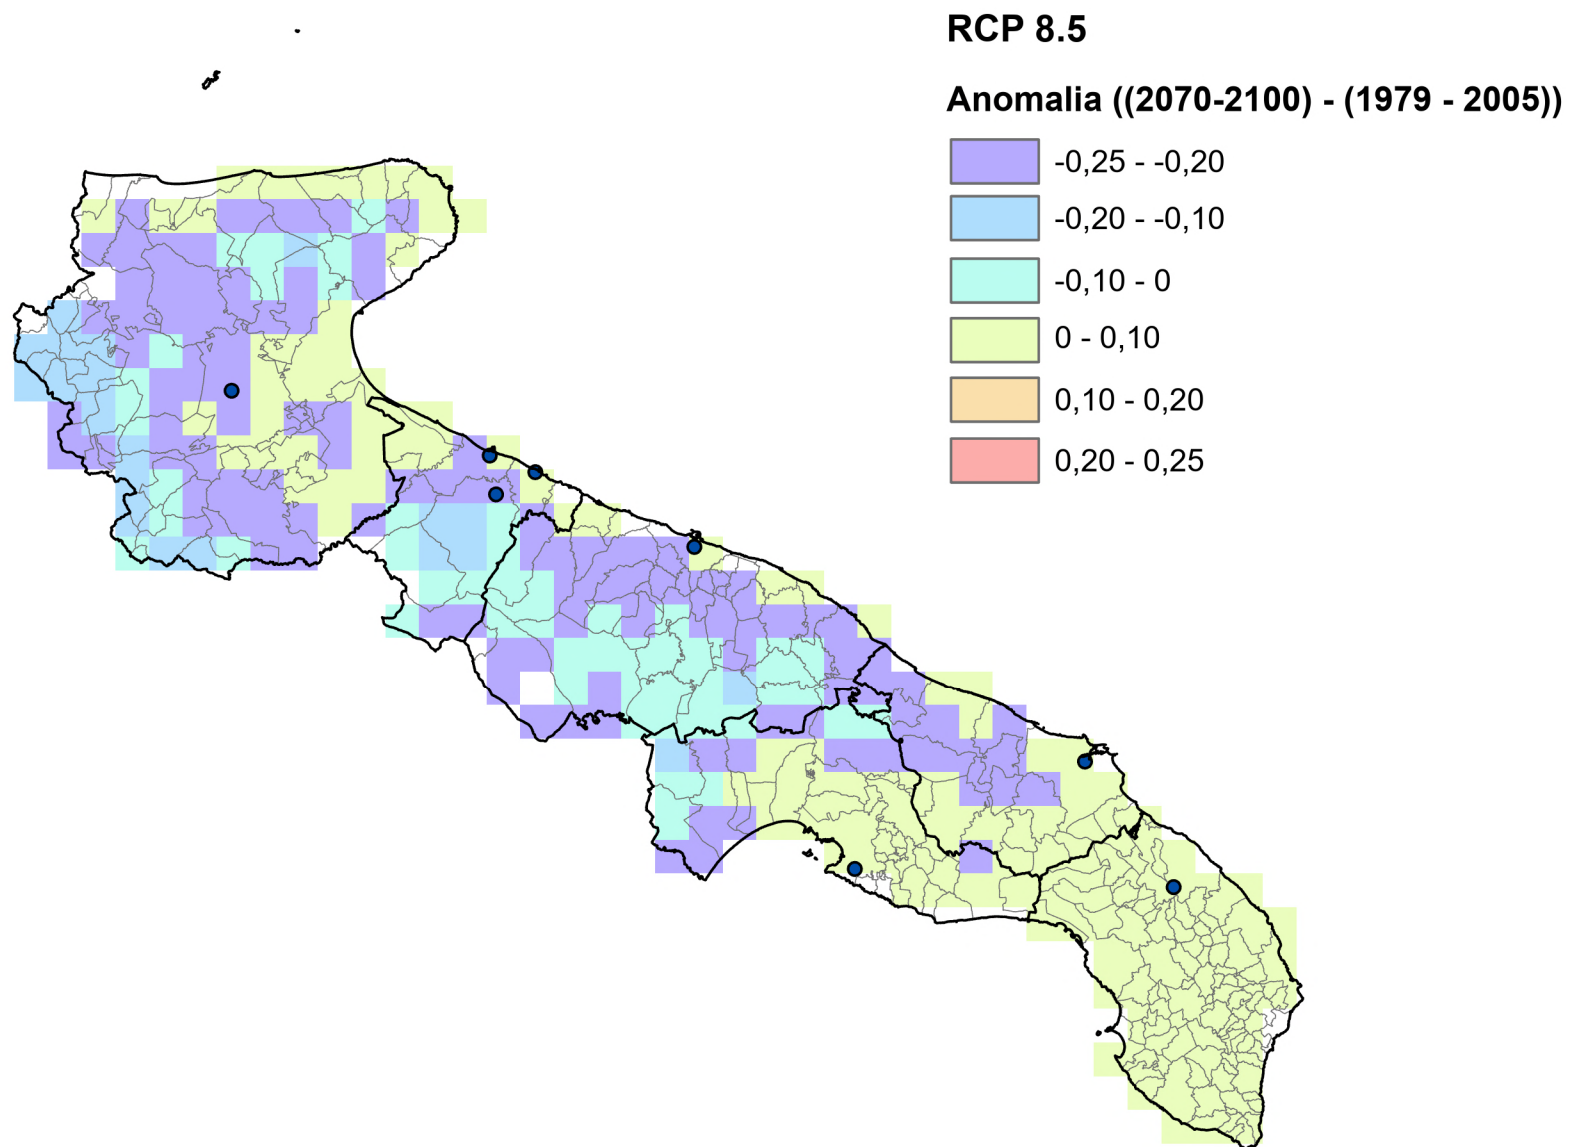 RCP 8.5
Anomalia ((2070-2100) - (1979 - 2005))
-0,25 - -0,20
-0,20 - -0,10
-0,10 - 0
0 - 0,10
0,10 - 0,20
0,20 - 0,25